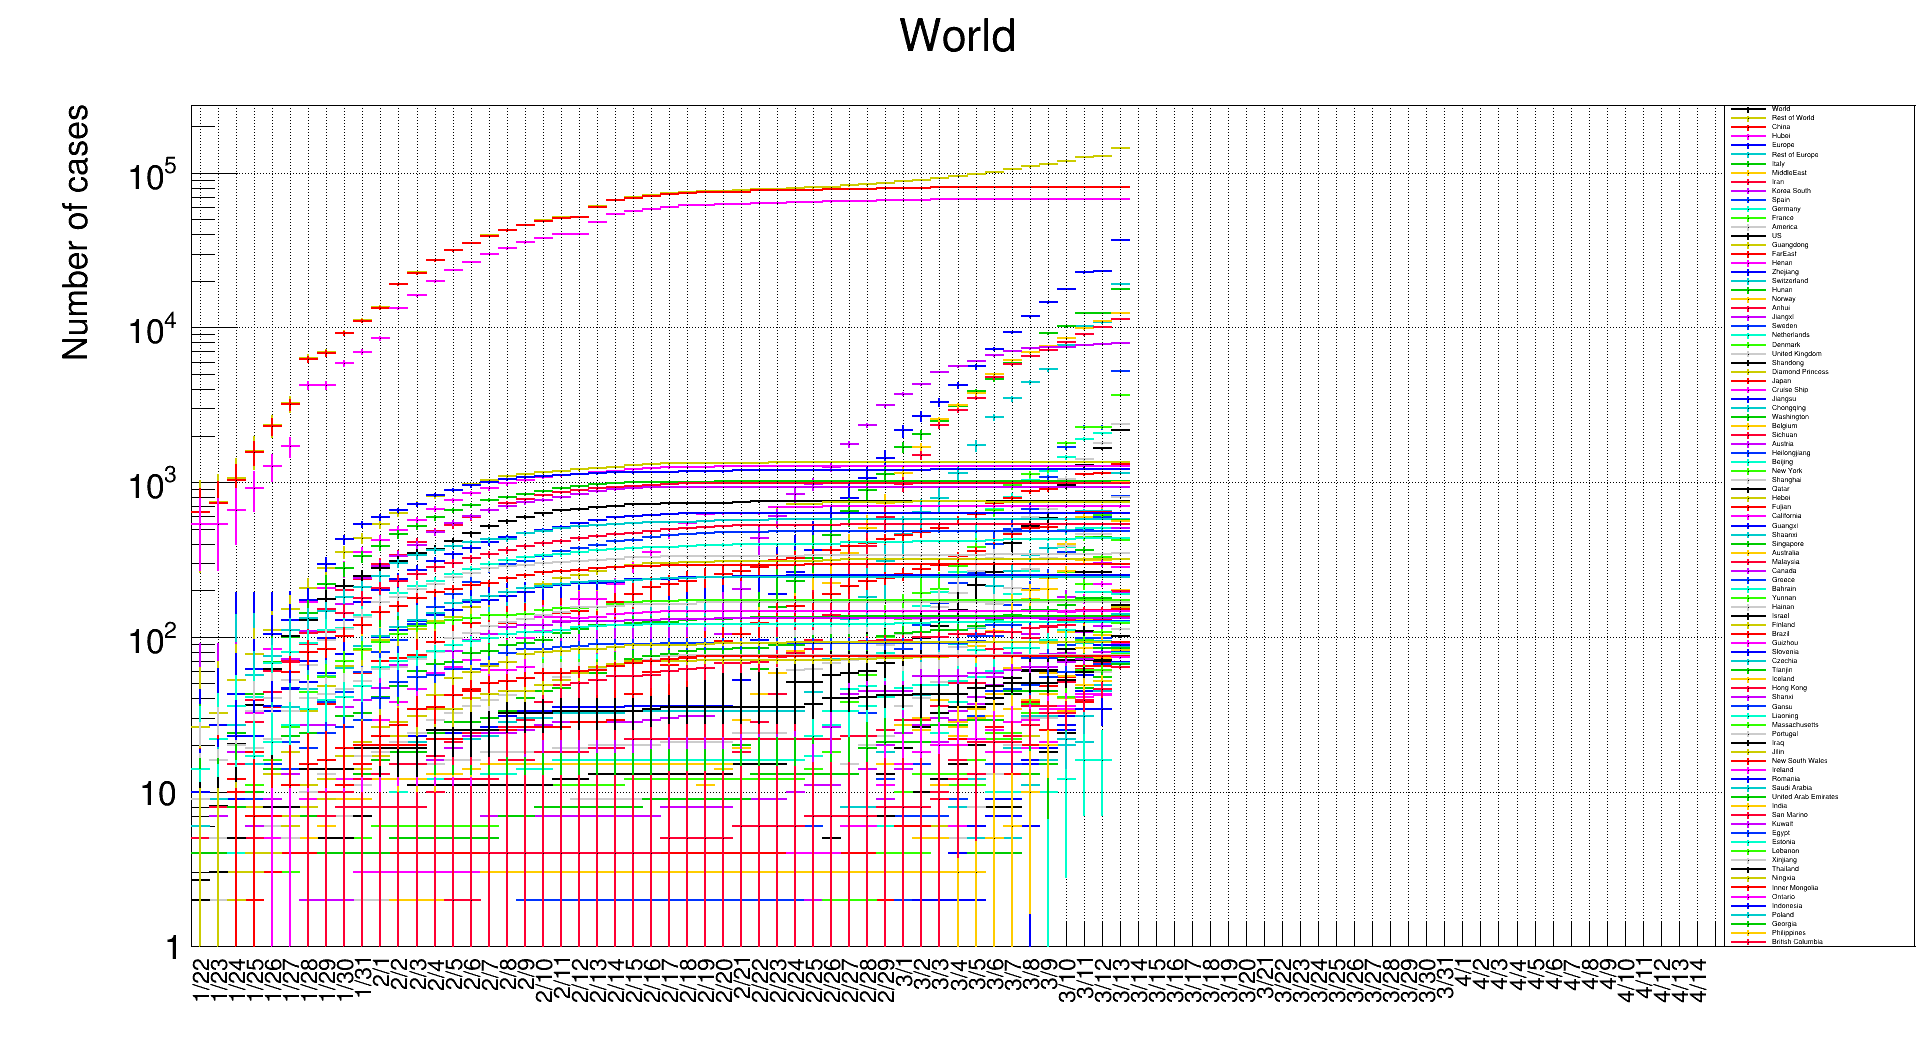 World
Number of cases
10^5
10^4
10^3
10^2
10
1
1/22
1/23
1/24
1/25
1/26
1/27
1/28
1/29
1/30
1/31
2/1
2/2
2/3
2/4
2/5
2/6
2/7
2/8
2/9
2/10
2/11
2/12
2/13
2/14
2/15
2/16
2/17
2/18
2/19
2/20
2/21
2/22
2/23
2/24
2/25
2/26
2/27
2/28
2/29
3/1
3/2
3/3
3/4
3/5
3/6
3/7
3/8
3/9
3/10
3/11
3/12
3/13
3/14
3/15
3/16
3/17
3/18
3/19
3/20
3/21
3/22
3/23
3/24
3/25
3/26
3/27
3/28
3/29
3/30
3/31
4/1
4/2
4/3
4/4
4/5
4/6
4/7
4/8
4/9
4/10
4/11
4/12
4/13
4/14
World
Rest of World
China
Hubei
Europe
Rest of Europe
Italy
MiddleEast
Iran
Korea South
Spain
Germany
France
America
US
Guangdong
FarEast
Henan
Zhejiang
Switzerland
Hunan
Norway
Anhui
Jiangxi
Sweden
Netherlands
Denmark
United Kingdom
Shandong
Diamond Princess
Japan
Cruise Ship
Jiangsu
Chongqing
Washington
Belgium
Sichuan
Austria
Heilongjiang
Beijing
New York
Shanghai
Qatar
Hebei
Fujian
California
Guangxi
Shaanxi
Singapore
Australia
Malaysia
Canada
Greece
Bahrain
Yunnan
Hainan
Israel
Finland
Brazil
Guizhou
Slovenia
Czechia
Tianjin
Iceland
Hong Kong
Shanxi
Gansu
Liaoning
Massachusetts
Portugal
Iraq
Jilin
New South Wales
Ireland
Romania
Saudi Arabia
United Arab Emirates
India
San Marino
Kuwait
Egypt
Estonia
Lebanon
Xinjiang
Thailand
Ningxia
Inner Mongolia
Ontario
Indonesia
Poland
Georgia
Philippines
British Columbia